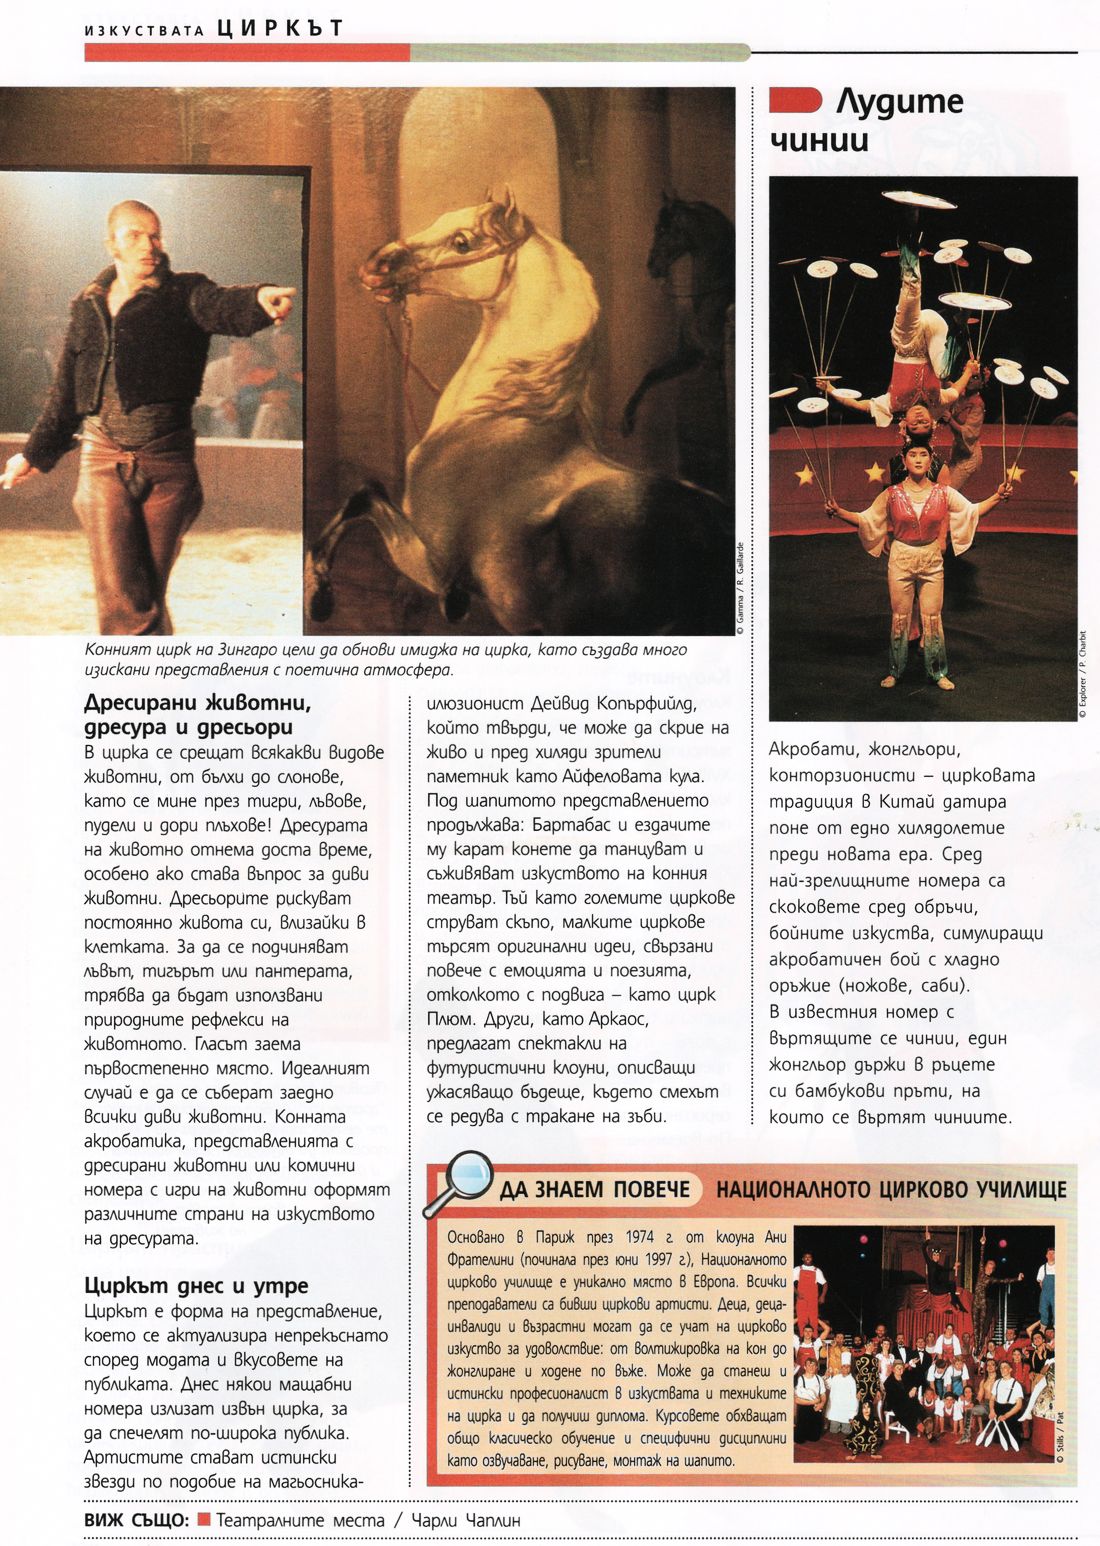 ИЗКУСТВАТА ЦИРКЪТ
© Gamma / R. Gaillarde
Конният цирк на Зингаро цели да обнови имиджа на цирка, като създава много
изискани представления с поетична атмосфера.
Дресирани животни,
дресура и дресьори
В цирка се срещат всякакви видове
животни, от бълхи до слонове,
като се мине през тигри, лъвове,
пудели и дори плъхове! Дресурата
на животно отнема доста време,
особено ако става въпрос за диви
животни. Дресьорите рискуват
постоянно живота си, влизайки в
клетката. За да се подчиняват
лъвът, тигърът или пантерата,
трябва да бъдат използвани
природните рефлекси на
животното. Гласът заема
първостепенно място. Идеалният
случай е да се съберат заедно
всички диви животни. Конната
акробатика, представленията с
дресирани животни или комични
номера с игри на животни оформят
различните страни на изкуството
на дресурата.
Циркът днес и утре
Циркът е форма на представление,
което се актуализира непрекъснато
според модата и вкусовете на
публиката. Днес някои мащабни
номера излизат извън цирка, за
да спечелят по-широка публика.
Артистите стават истински
звезди по подобие на магьосника-
илюзионист Дейвид Копърфийлд,
който твърди, че може да скрие на
живо и пред хиляди зрители
паметник като Айфеловата кула.
Под шапитото представлението
продължава: Бартабас и ездачите
му карат конете да танцуват и
съживяват изкуството на конния
театър. Тъй като големите циркове
струват скъпо, малките циркове
търсят оригинални идеи, свързани
повече с емоцията и поезията,
отколкото с подвига – като цирк
Плюм. Други, като Аркаос,
предлагат спектакли на
футуристични клоуни, описващи
ужасяващо бъдеще, където смехът
се редува с тракане на зъби.
Лудите
чинии
© Explorer / P. Charbit
Акробати, жонгльори,
конторзионисти – цирковата
традиция в Китай датира
поне от едно хилядолетие
преди новата ера. Сред
най-зрелищните номера са
скоковете сред обръчи,
бойните изкуства, симулиращи
акробатичен бой с хладно
оръжие (ножове, саби).
В известния номер с
въртящите се чинии, един
жонгльор държи в ръцете
си бамбукови пръти, на
които се въртят чиниите.
ДА ЗНАЕМ ПОВЕЧЕ НАЦИОНАЛНОТО ЦИРКОВО УЧИЛИЩЕ
Основано в Париж през 1974 г. от клоуна Ани
Фрателини (починала през юни 1997 г.), Националното
цирково училище е уникално място в Европа. Всички
преподаватели са бивши циркови артисти. Деца, деца-
инвалиди и възрастни могат да се учат на цирково
изкуство за удоволствие: от волтижировка на кон до
жонглиране и ходене по въже. Може да станеш и
истински професионалист в изкуствата и техниките
на цирка и да получиш диплома. Курсовете обхващат
общо класическо обучение и специфични дисциплини
като озвучаване, рисуване, монтаж на шапито.
© Stills / Pat
ВИЖ СЪЩО: Театралните места / Чарли Чаплин